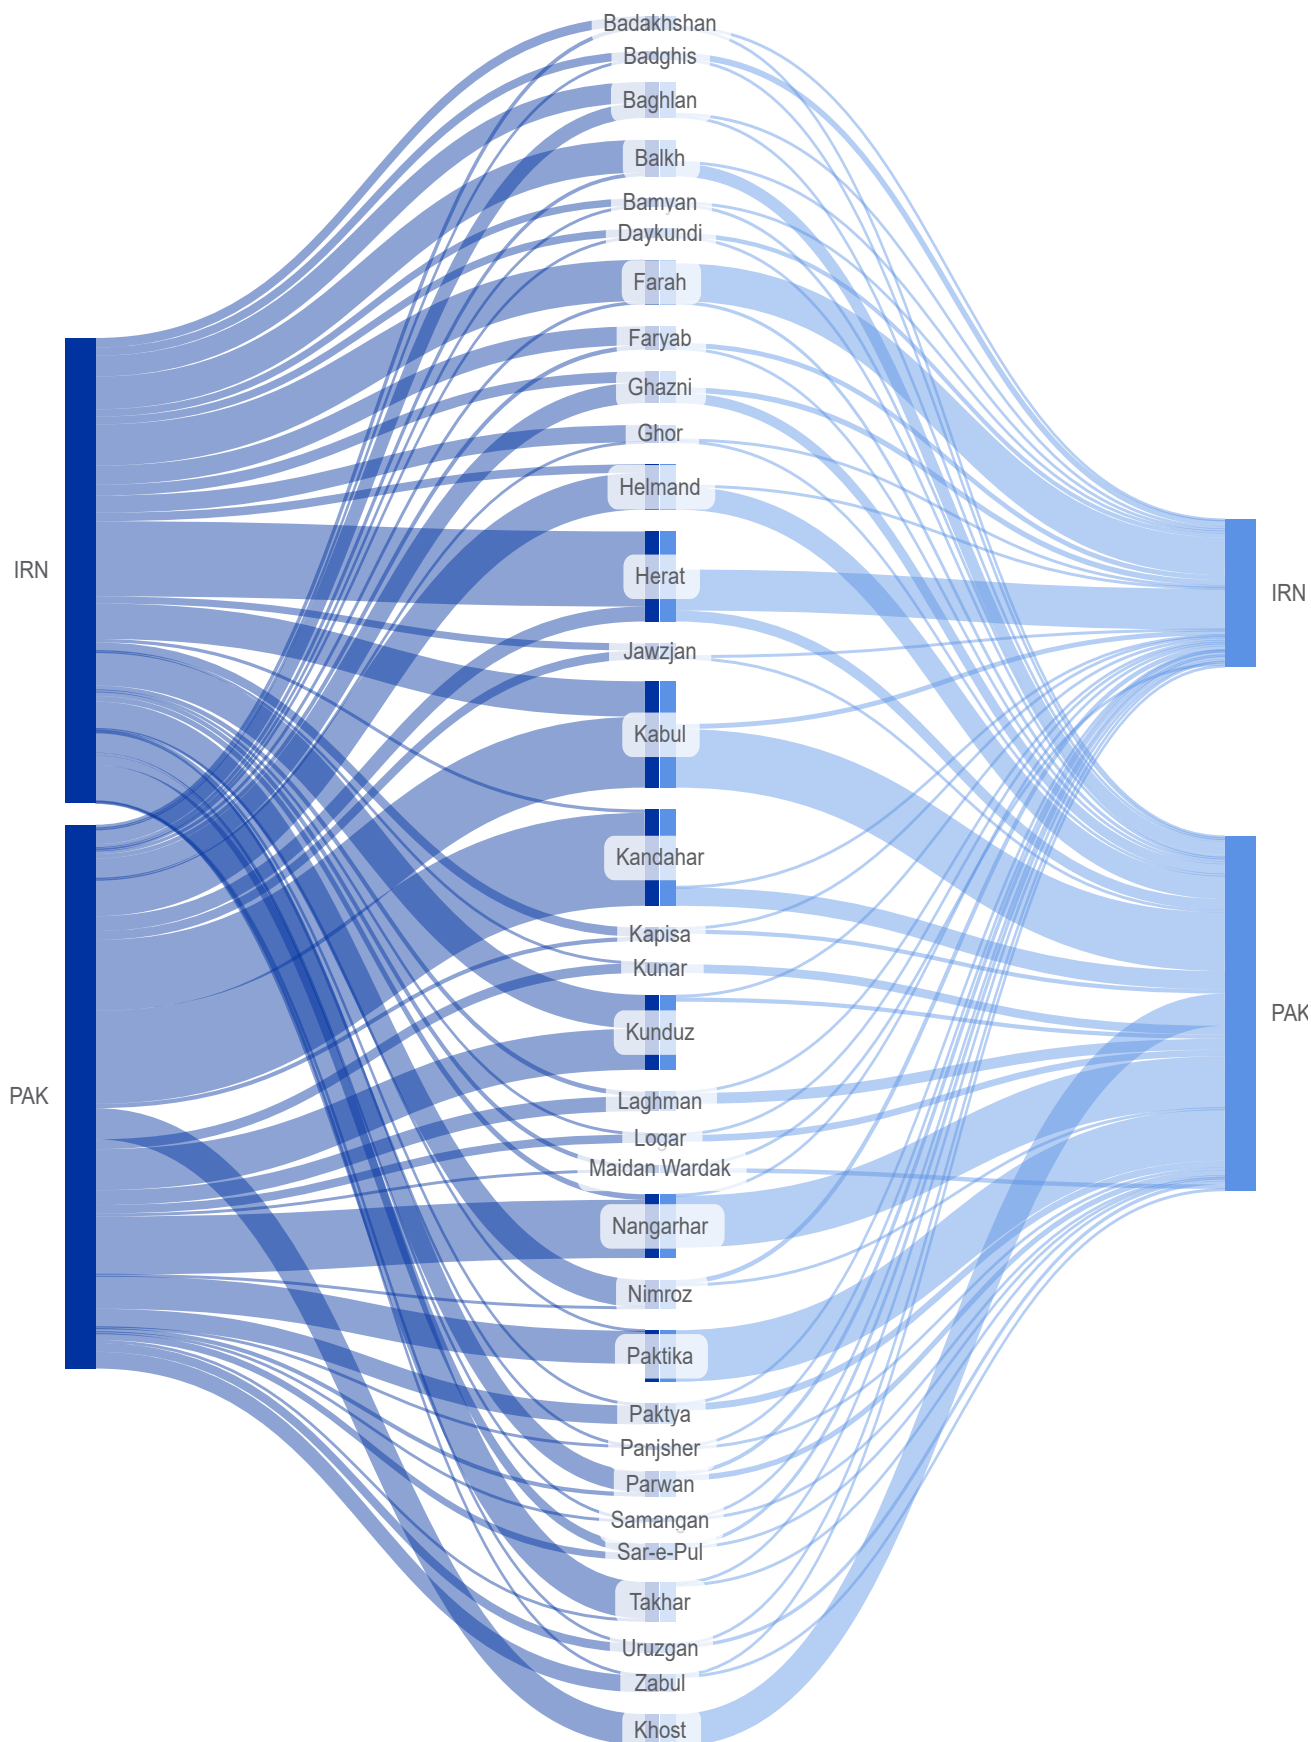 Badakhshan
Badghis
Baghlan
Balkh
Bamyan
Daykundi
Farah
Faryab
Ghazni
Ghor
Helmand
IRN
Herat
IRN
Jawzjan
Kabul
Kandahar
Kapisa
Kunar
PAK
Kunduz
PAK
Laghman
Logar
Maidan Wardak
Nangarhar
Nimroz
Paktika
Paktya
Panjsher
Parwan
Samangan
Sar-e-Pul
Takhar
Uruzgan
Zabul
Khost